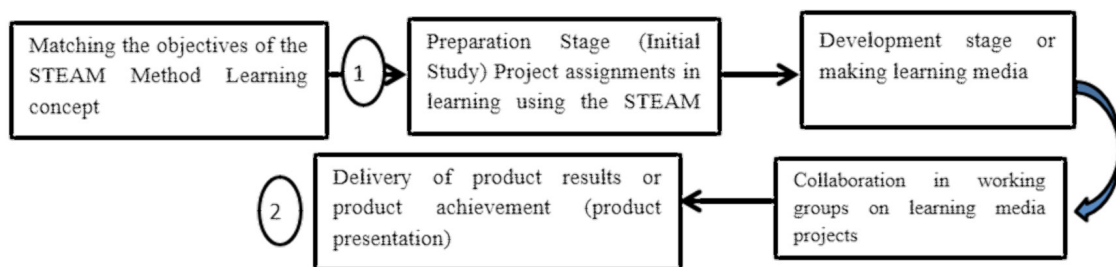 Matching the objectives of the
STEAM Method Learning
concept
1
Preparation Stage (Initial
Study) Project assignments in
learning using the STEAM
Development stage or
making learning media
Collaboration in working
groups on learning media
projects
Delivery of product results or
product achievement (product
presentation)
2